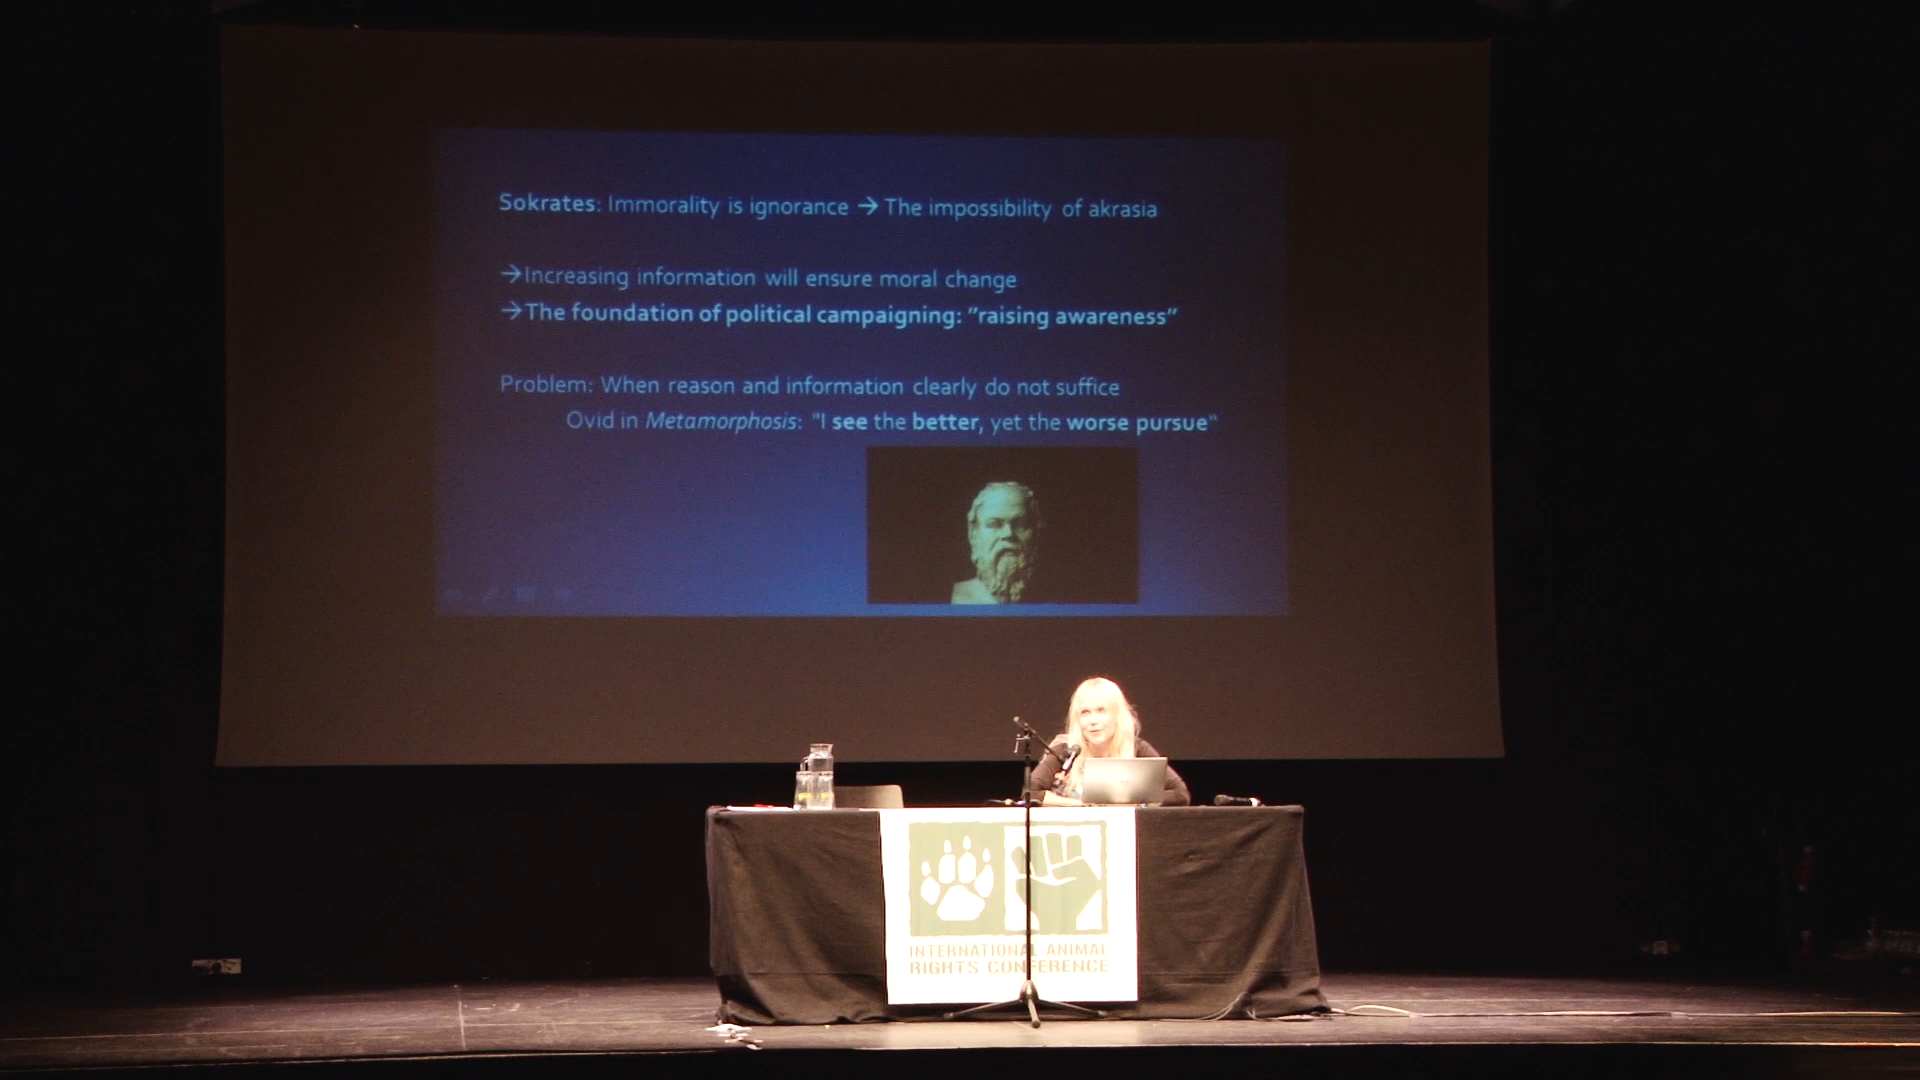 Sokrates: Immorality is ignorance → The impossibility of akrasia
→Increasing information will ensure moral change
→The foundation of political campaigning: ”raising awareness”
Problem: When reason and information clearly do not suffice
Ovid in Metamorphosis: "I see the better, yet the worse pursue"
INTERNATIONAL ANIMAL
RIGHTS CONFERENCE